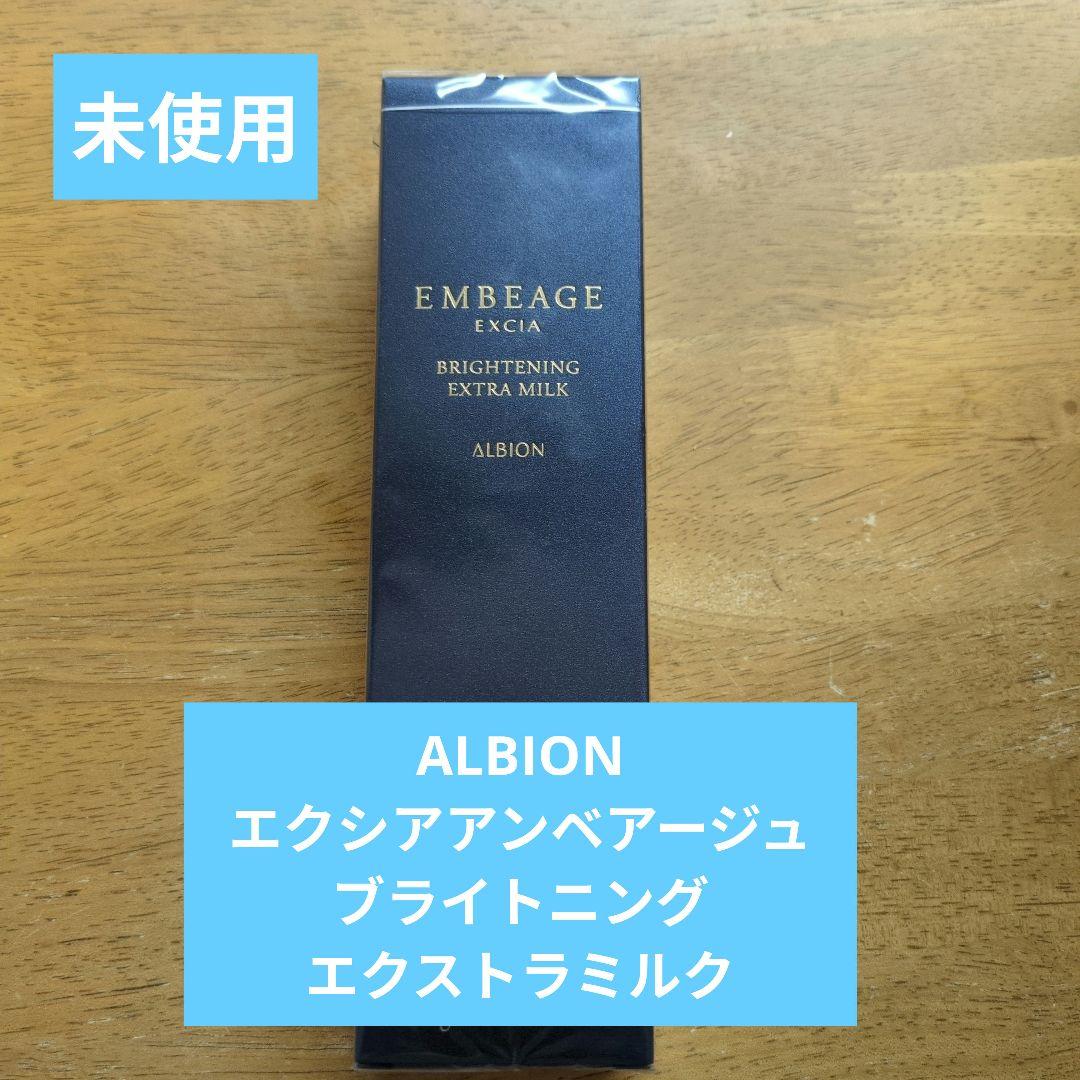 未使用
EMBEAGE
EXCIA
BRIGHTENING
EXTRA MILK
ALBION
ALBION
エクシアアンベアージュ
ブライトニング
エクストラミルク